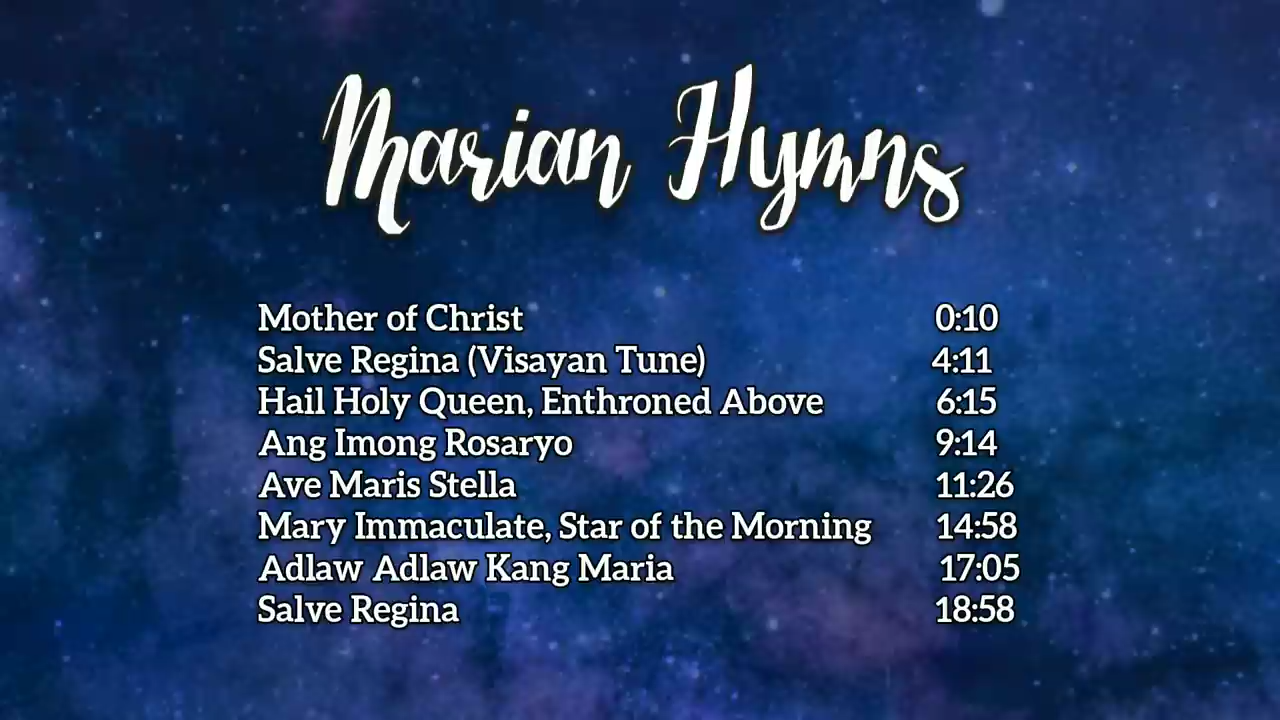 Marian Hymns
Mother of Christ 0:10
Salve Regina (Visayan Tune) 4:11
Hail Holy Queen, Enthroned Above 6:15
Ang Imong Rosaryo 9:14
Ave Maris Stella 11:26
Mary Immaculate, Star of the Morning 14:58
Adlaw Adlaw Kang Maria 17:05
Salve Regina 18:58